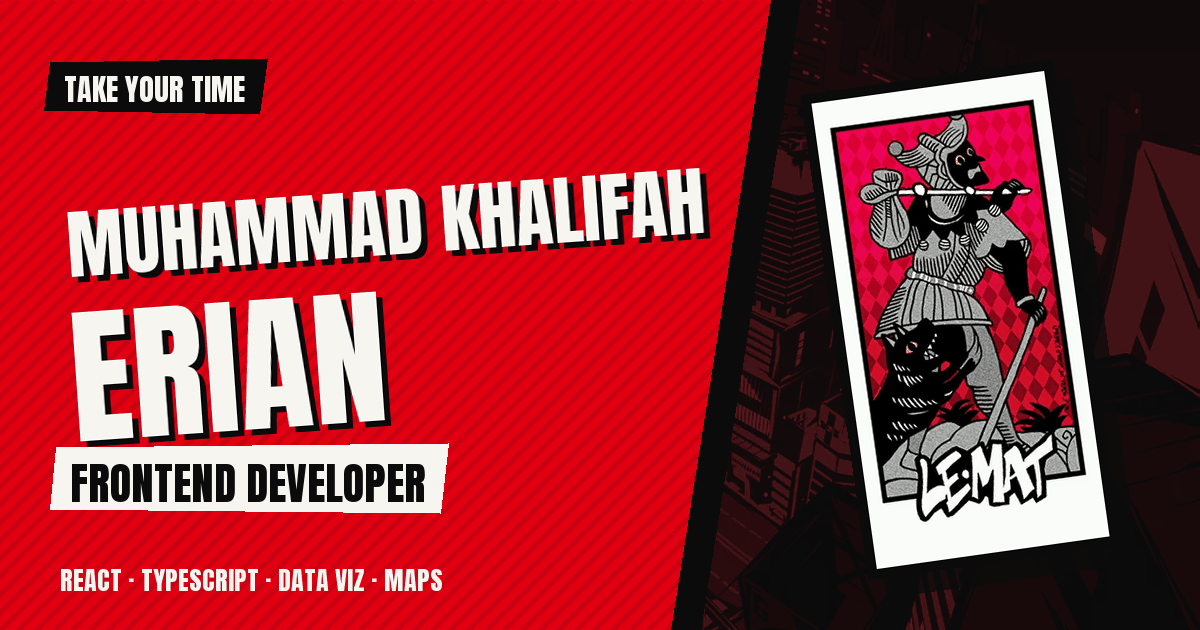 TAKE YOUR TIME
MUHAMMAD KHALIFAH
ERIAN
FRONTEND DEVELOPER
REACT · TYPESCRIPT · DATA VIZ · MAPS
LE·MAT